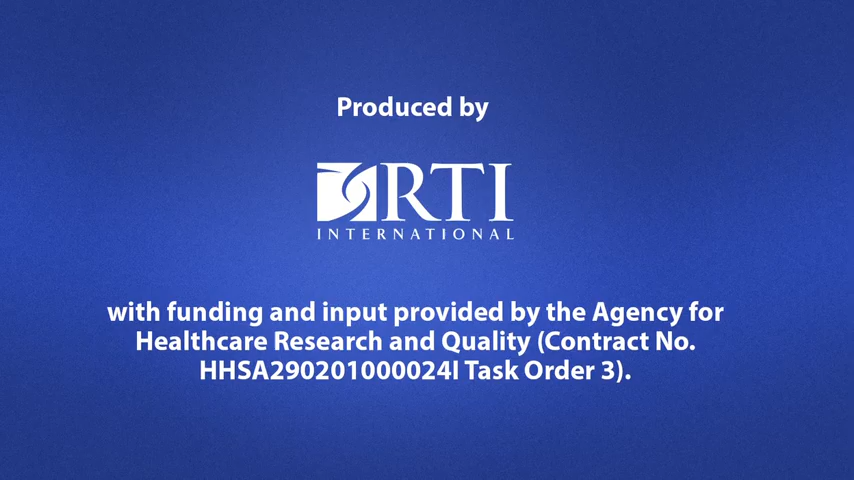 Produced by
RTI
INTERNATIONAL
with funding and input provided by the Agency for
Healthcare Research and Quality (Contract No.
HHSA290201000024I Task Order 3).